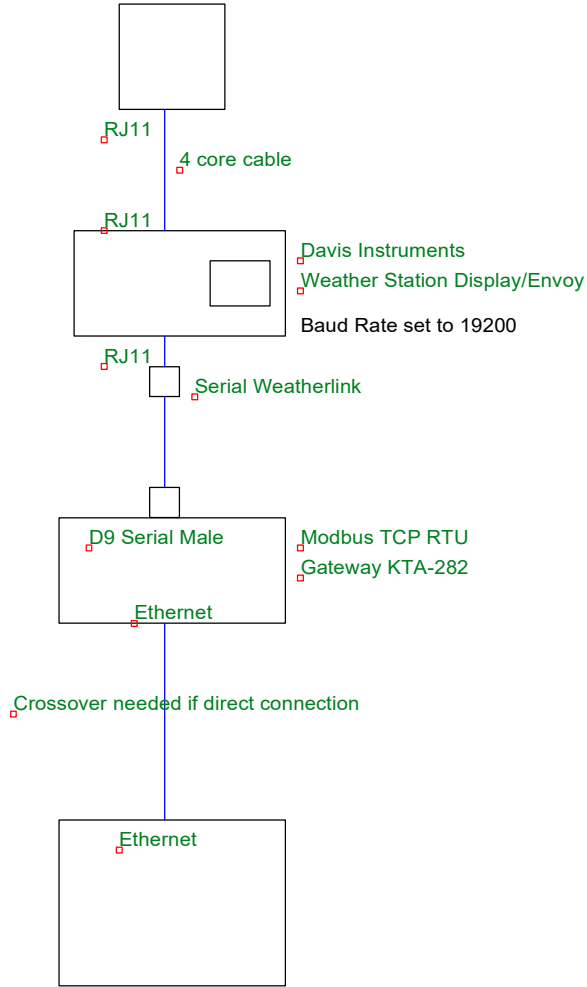 RJ11
4 core cable
RJ11
Davis Instruments
Weather Station Display/Envoy
Baud Rate set to 19200
RJ11
Serial Weatherlink
D9 Serial Male
Modbus TCP RTU
Gateway KTA-282
Ethernet
Crossover needed if direct connection
Ethernet